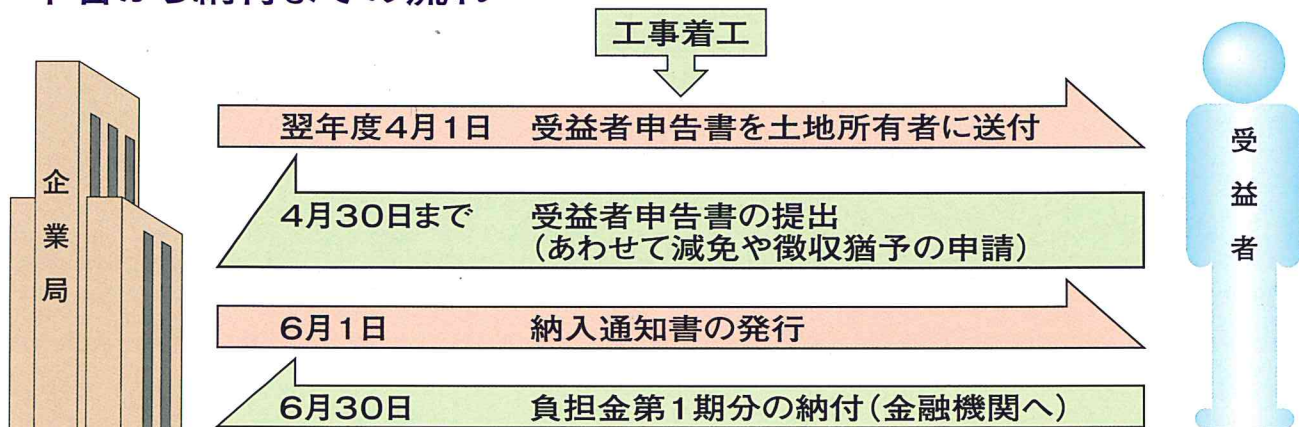 工事着工
翌年度4月1日 受益者申告書を土地所有者に送付
4月30日まで 受益者申告書の提出
(あわせて減免や徴収猶予の申請)
6月1日 納入通知書の発行
6月30日 負担金第1期分の納付(金融機関へ)
企業局
受益者